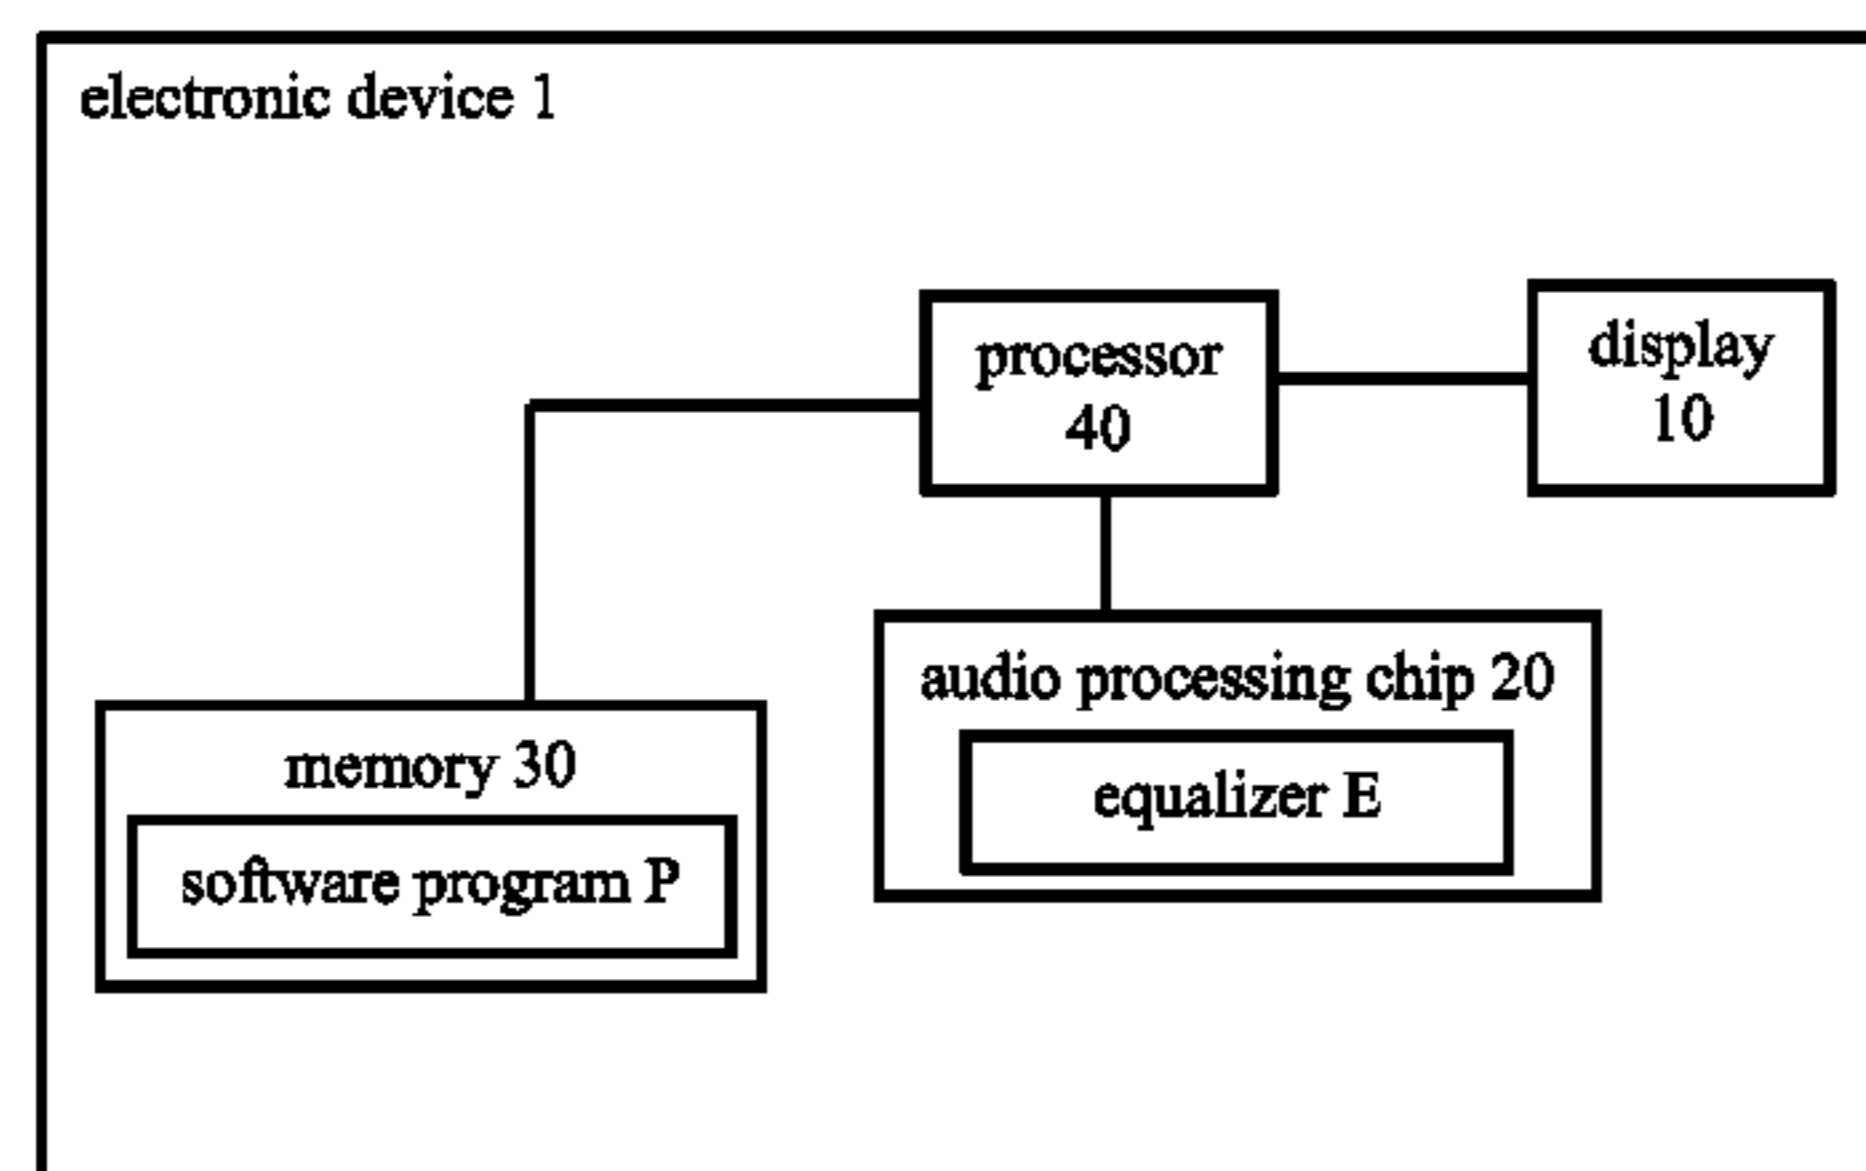 electronic device 1
processor
40
display
10
audio processing chip 20
equalizer E
memory 30
software program P